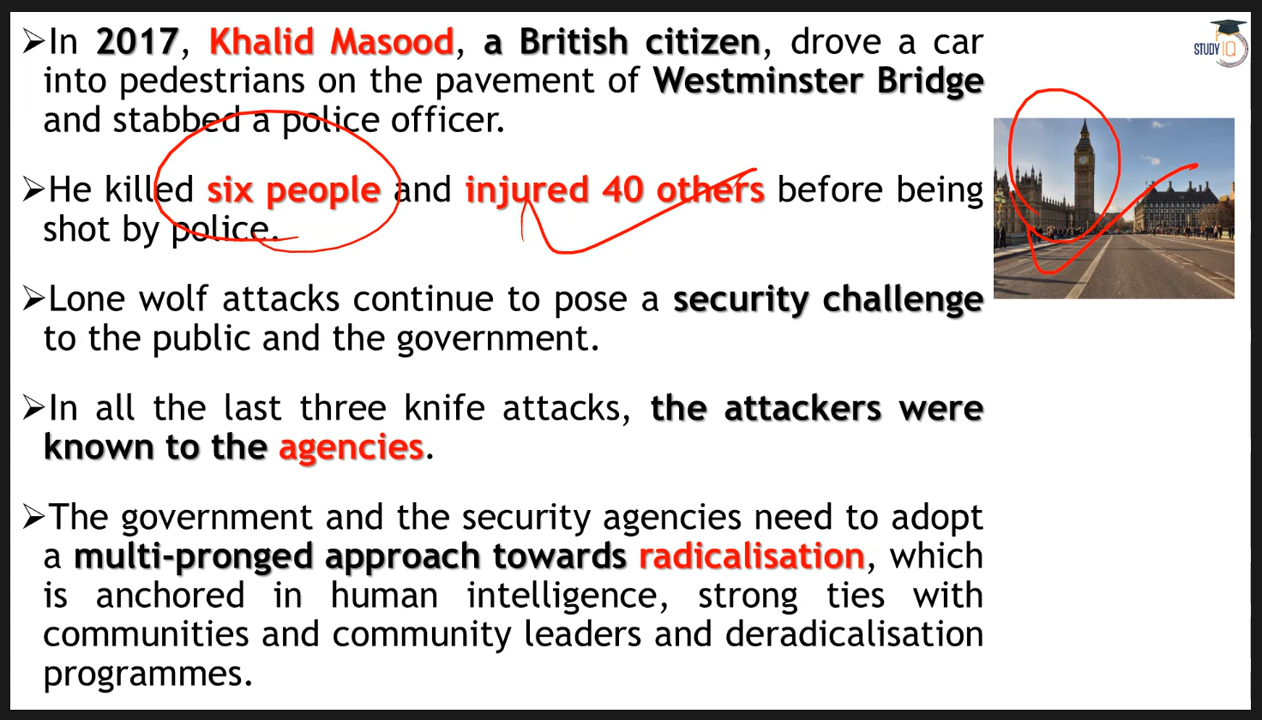 ➢In 2017, Khalid Masood, a British citizen, drove a car
into pedestrians on the pavement of Westminster Bridge
and stabbed a police officer.
➢He killed six people and injured 40 others before being
shot by police.
➢Lone wolf attacks continue to pose a security challenge
to the public and the government.
➢In all the last three knife attacks, the attackers were
known to the agencies.
➢The government and the security agencies need to adopt
a multi-pronged approach towards radicalisation, which
is anchored in human intelligence, strong ties with
communities and community leaders and deradicalisation
programmes.
STUDY IQ